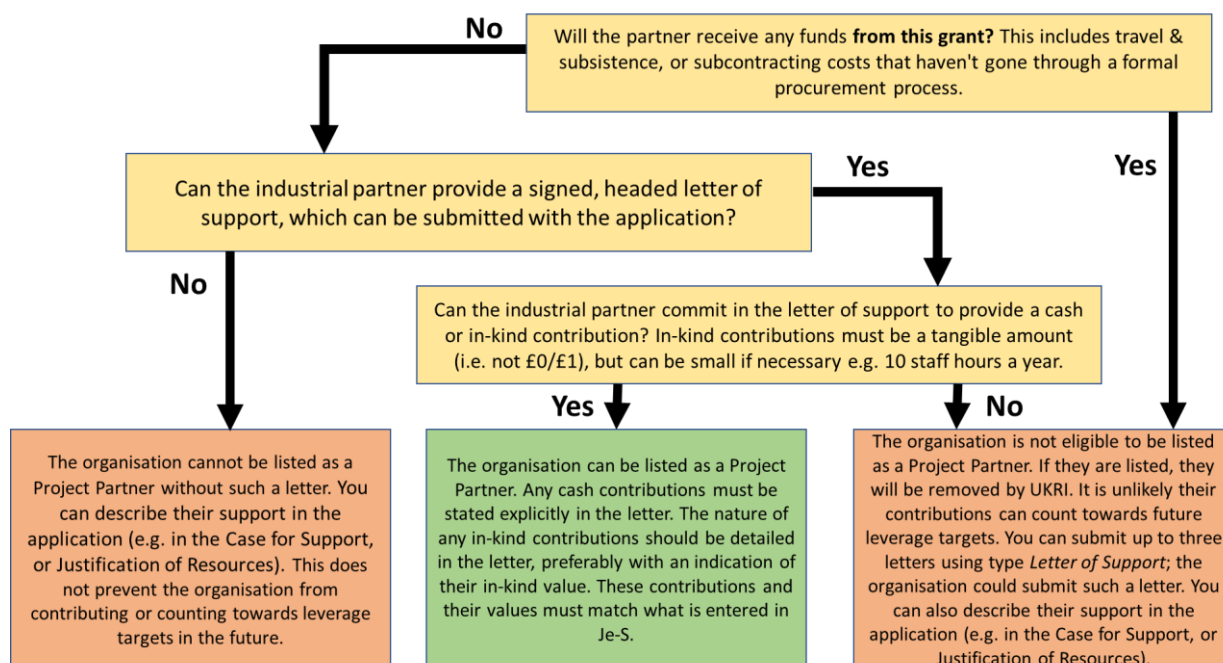 No
Will the partner receive any funds from this grant? This includes travel &
subsistence, or subcontracting costs that haven't gone through a formal
procurement process.
Yes
Yes
Can the industrial partner provide a signed, headed letter of
support, which can be submitted with the application?
No
Can the industrial partner commit in the letter of support to provide a cash
or in-kind contribution? In-kind contributions must be a tangible amount
(i.e. not £0/£1), but can be small if necessary e.g. 10 staff hours a year.
Yes
No
The organisation cannot be listed as a
Project Partner without such a letter. You
can describe their support in the
application (e.g. in the Case for Support,
or Justification of Resources). This does
not prevent the organisation from
contributing or counting towards leverage
targets in the future.
The organisation can be listed as a Project
Partner. Any cash contributions must be
stated explicitly in the letter. The nature of
any in-kind contributions should be detailed
in the letter, preferably with an indication of
their in-kind value. These contributions and
their values must match what is entered in
Je-S.
The organisation is not eligible to be listed
as a Project Partner. If they are listed, they
will be removed by UKRI. It is unlikely their
contributions can count towards future
leverage targets. You can submit up to three
letters using type Letter of Support; the
organisation could submit such a letter. You
can also describe their support in the
application (e.g. in the Case for Support, or
Justification of Resources).